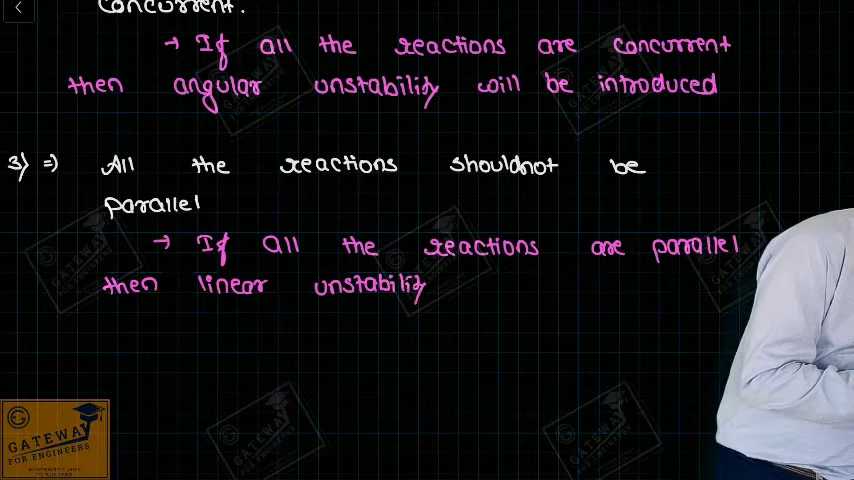 concurrent.
→ If all the reactions are concurrent
then angular unstability will be introduced
3) ⇒ All the reactions shouldnot be
parallel
→ If all the reactions are parallel
then linear unstability
GATEWAY
FOR ENGINEERS